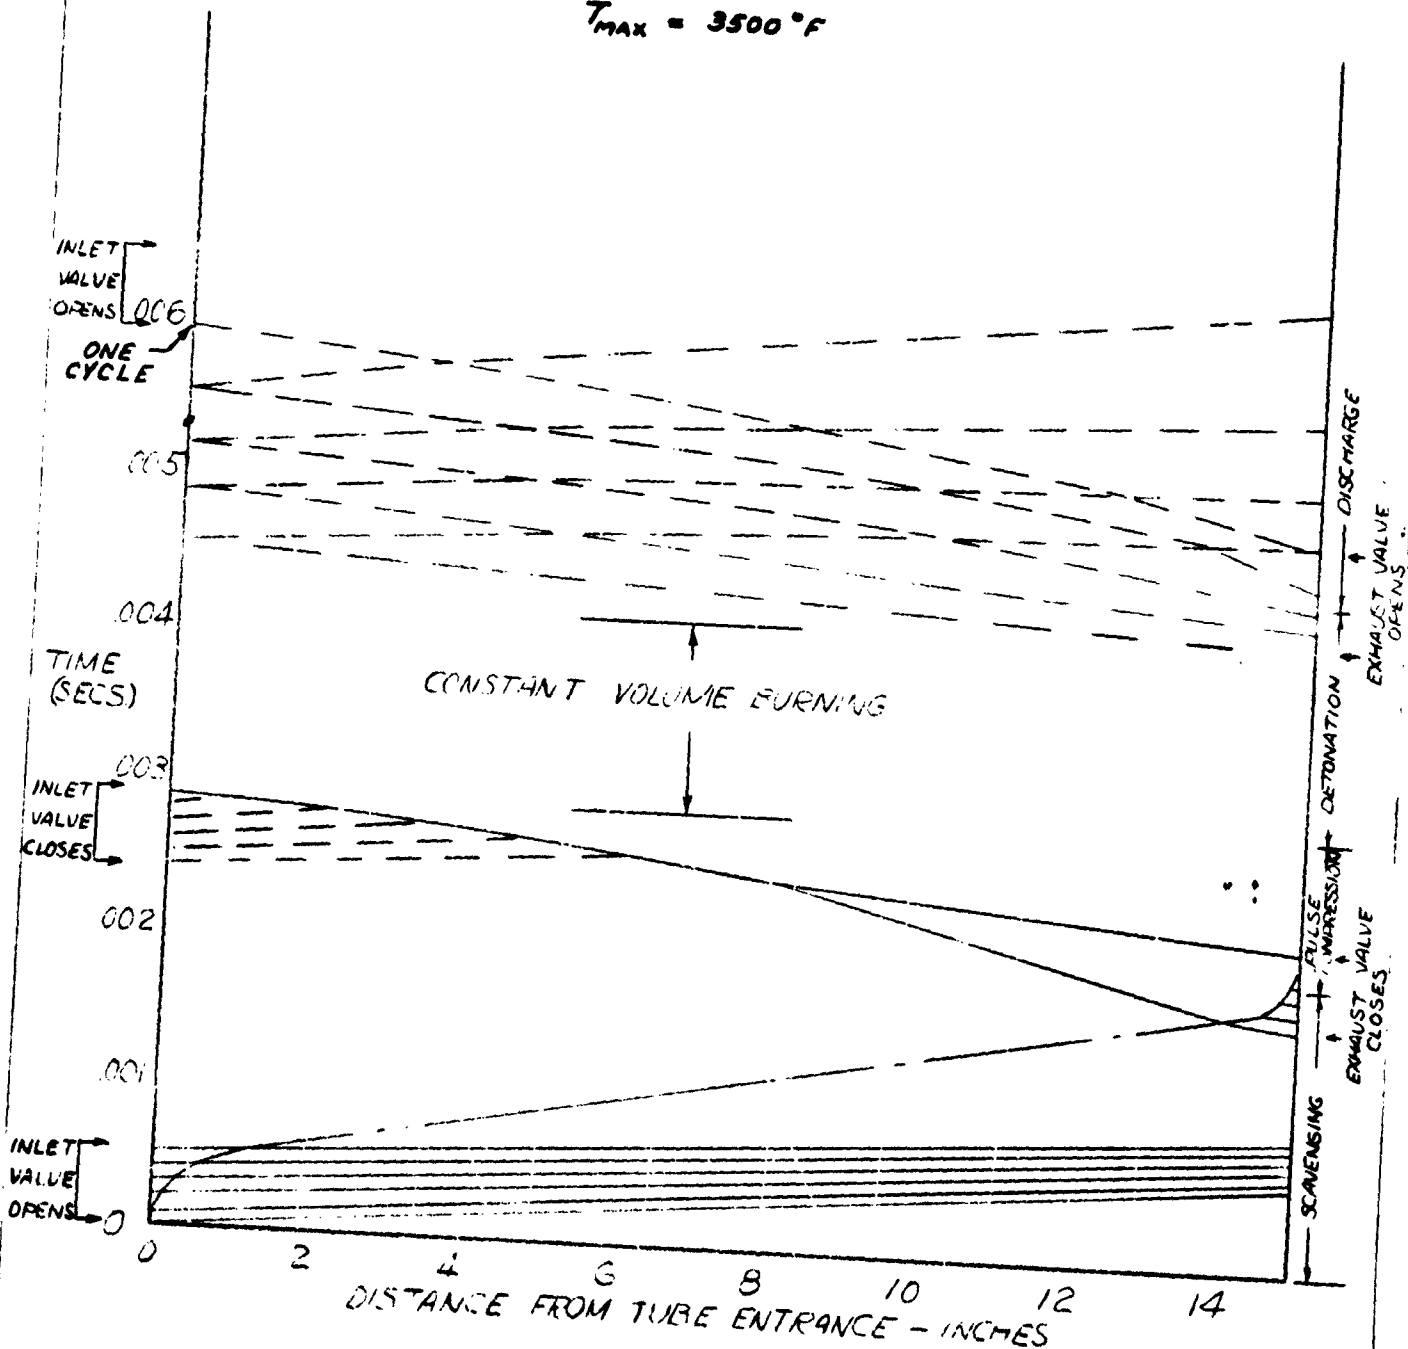 TMAX = 3500°F
INLET
VALVE
OPENS
.006
ONE
CYCLE
.005
.004
TIME
(SECS.)
CONSTANT VOLUME BURNING
.003
INLET
VALVE
CLOSES
.002
.001
INLET
VALVE
OPENS
0
0 2 4 6 8 10 12 14
DISTANCE FROM TUBE ENTRANCE - INCHES
DISCHARGE
EXHAUST VALVE
OPENS
DETONATION
PULSE
COMPRESSION
EXHAUST VALVE
CLOSES
SCAVENSING